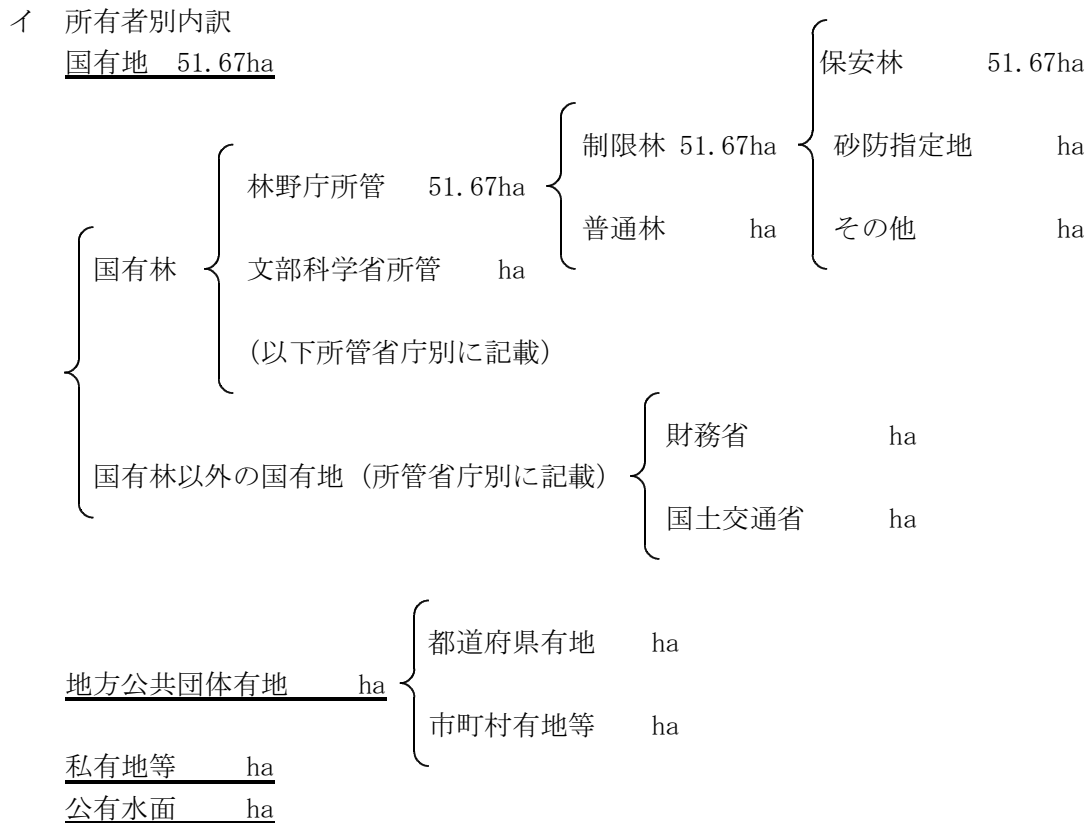 イ 所有者別内訳
国有地 51.67ha
保安林 51.67ha
制限林 51.67ha
砂防指定地 ha
林野庁所管 51.67ha
普通林 ha
その他 ha
国有林
文部科学省所管 ha
(以下所管省庁別に記載)
財務省 ha
国有林以外の国有地(所管省庁別に記載)
国土交通省 ha
都道府県有地 ha
地方公共団体有地 ha
市町村有地等 ha
私有地等 ha
公有水面 ha